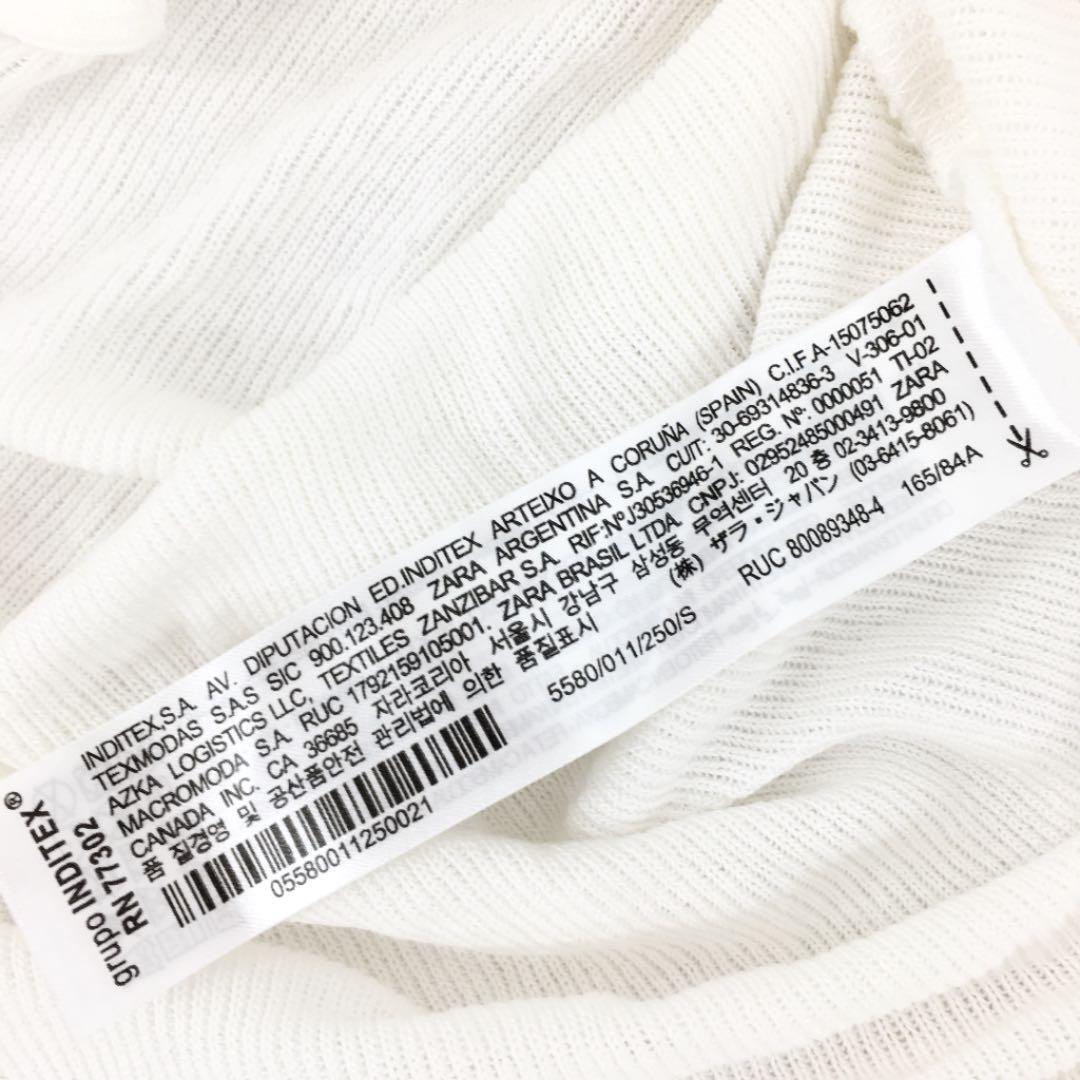 grupo INDITEX®
RN 77302
INDITEX,S.A. AV. DIPUTACION ED.INDITEX ARTEIXO A CORUÑA (SPAIN) C.I.F.A-15075062
TEXMODAS S.A.S SIC 900.123.408 ZARA ARGENTINA S.A. CUIT: 30-69314836-3 V-306-01
AZKA LOGISTICS LLC, TEXTILES ZANZIBAR S.A. RIF:NºJ30536946-1 REG. Nº: 0000051 TI-02
MACROMODA S.A. RUC 1792159105001. ZARA BRASIL LTDA CNPJ: 02952485000491 ZARA
CANADA INC. CA 36685 자라코리아 서울시 강남구 삼성동 무역센터 20 층 02-3413-9800
품 질경영 및 공산품안전 관리법에 의한 품질표시 (株) ザラ・ジャパン (03-6415-8061)
05580011250021
5580/011/250/S
RUC 80089348-4 165/84A